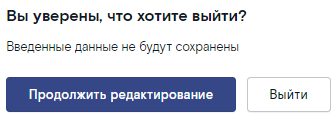 Вы уверены, что хотите выйти?
Введенные данные не будут сохранены
Продолжить редактирование
Выйти